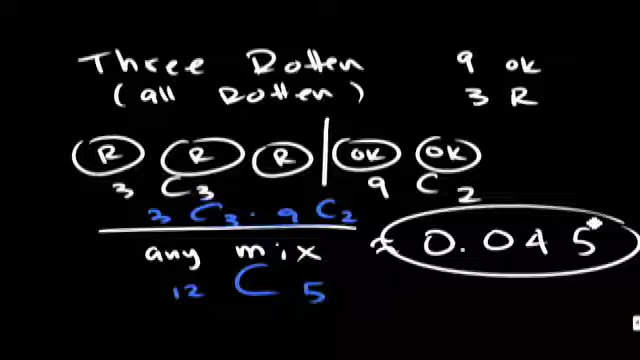 Three Rotten 9 OK
(all Rotten) 3 R
R R R | OK OK
3 C 3 9 C 2
3 C 3 . 9 C 2
any mix ≈ 0.045
12 C 5